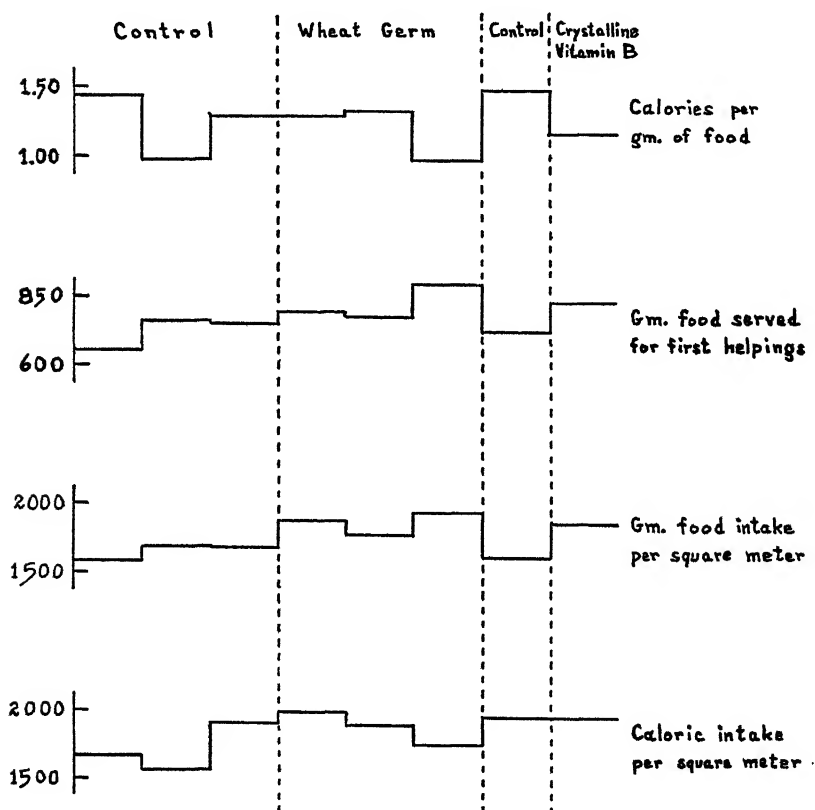 Control
Wheat Germ
Control
Crystalline
Vitamin B
1.50
1.00
Calories per
gm. of food
850
600
Gm. food served
for first helpings
2000
1500
Gm. food intake
per square meter
2000
1500
Caloric intake
per square meter